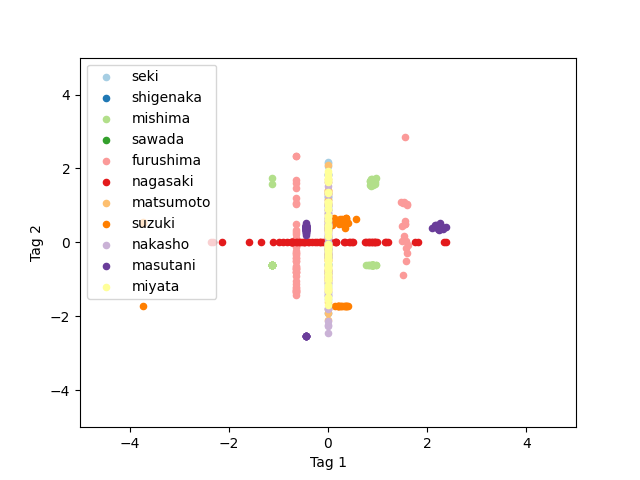 seki
shigenaka
mishima
sawada
furushima
nagasaki
matsumoto
suzuki
nakasho
masutani
miyata
4
2
0
−2
−4
Tag 2
−4 −2 0 2 4
Tag 1